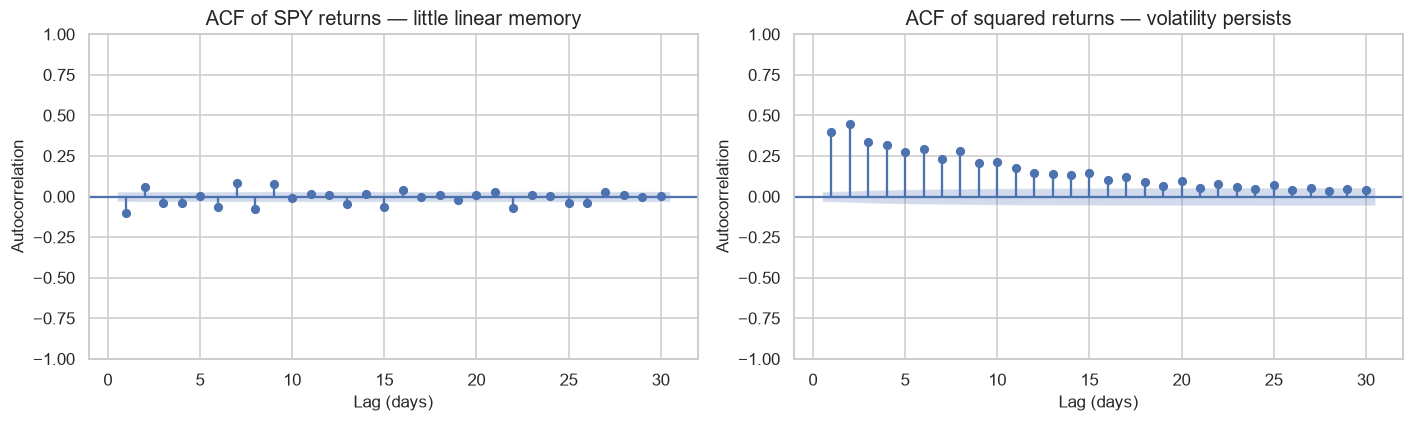 ACF of SPY returns — little linear memory
1.00
0.75
0.50
0.25
0.00
−0.25
−0.50
−0.75
−1.00
Autocorrelation
0 5 10 15 20 25 30
Lag (days)
ACF of squared returns — volatility persists
1.00
0.75
0.50
0.25
0.00
−0.25
−0.50
−0.75
−1.00
Autocorrelation
0 5 10 15 20 25 30
Lag (days)